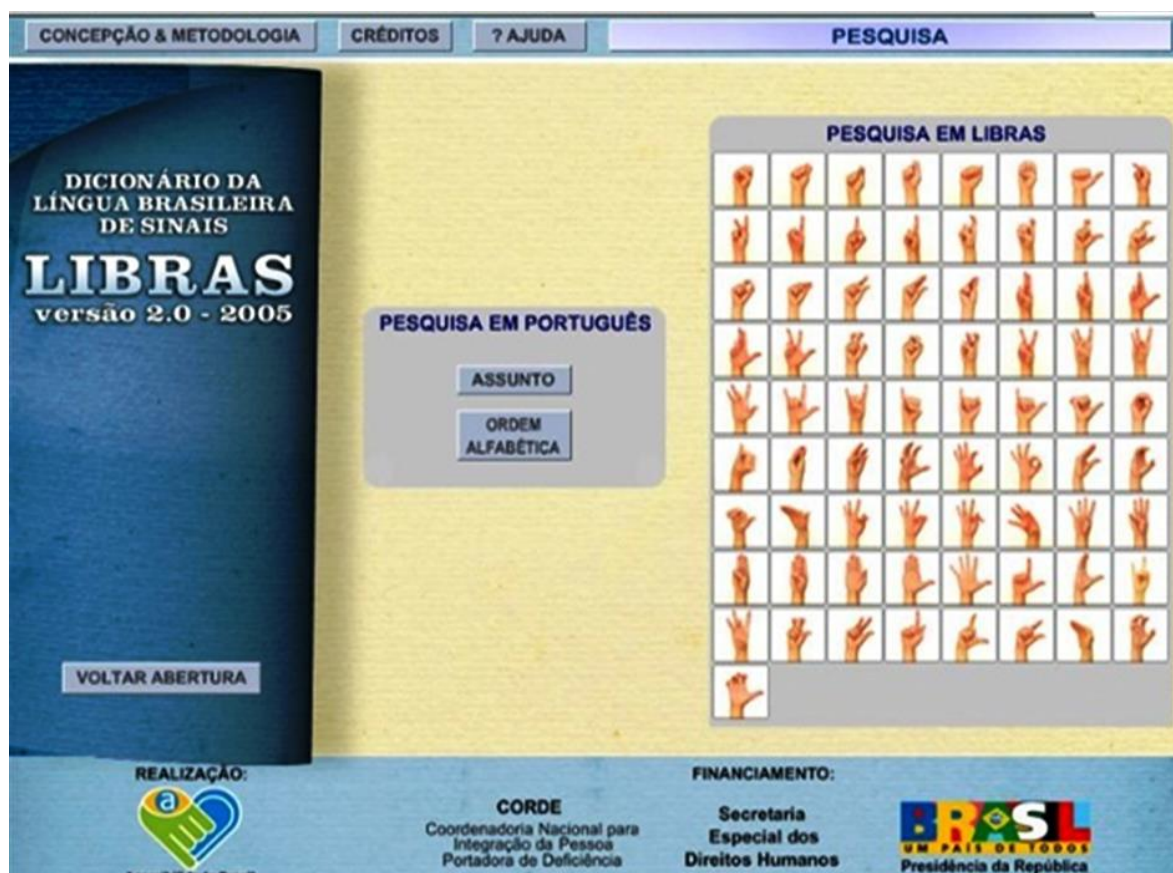 CONCEPÇÃO & METODOLOGIA
CRÉDITOS
? AJUDA
PESQUISA
DICIONÁRIO DA
LÍNGUA BRASILEIRA
DE SINAIS
LIBRAS
versão 2.0 - 2005
VOLTAR ABERTURA
PESQUISA EM PORTUGUÊS
ASSUNTO
ORDEM
ALFABÉTICA
PESQUISA EM LIBRAS
REALIZAÇÃO:
CORDE
Coordenadoria Nacional para
Integração da Pessoa
Portadora de Deficiência
FINANCIAMENTO:
Secretaria
Especial dos
Direitos Humanos
BRASIL
UM PAÍS DE TODOS
Presidência da República